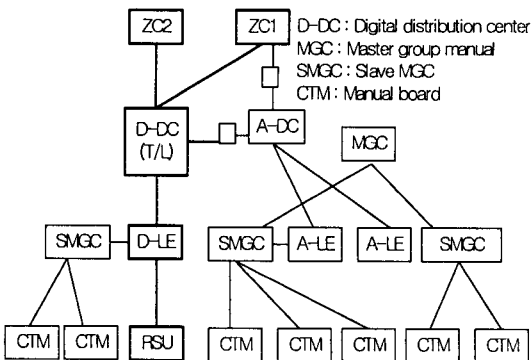 ZC2
ZC1
D-DC : Digital distribution center
MGC : Master group manual
SMGC : Slave MGC
CTM : Manual board
D-DC
(T/L)
A-DC
MGC
SMGC
D-LE
SMGC
A-LE
A-LE
SMGC
CTM
CTM
RSU
CTM
CTM
CTM
CTM
CTM